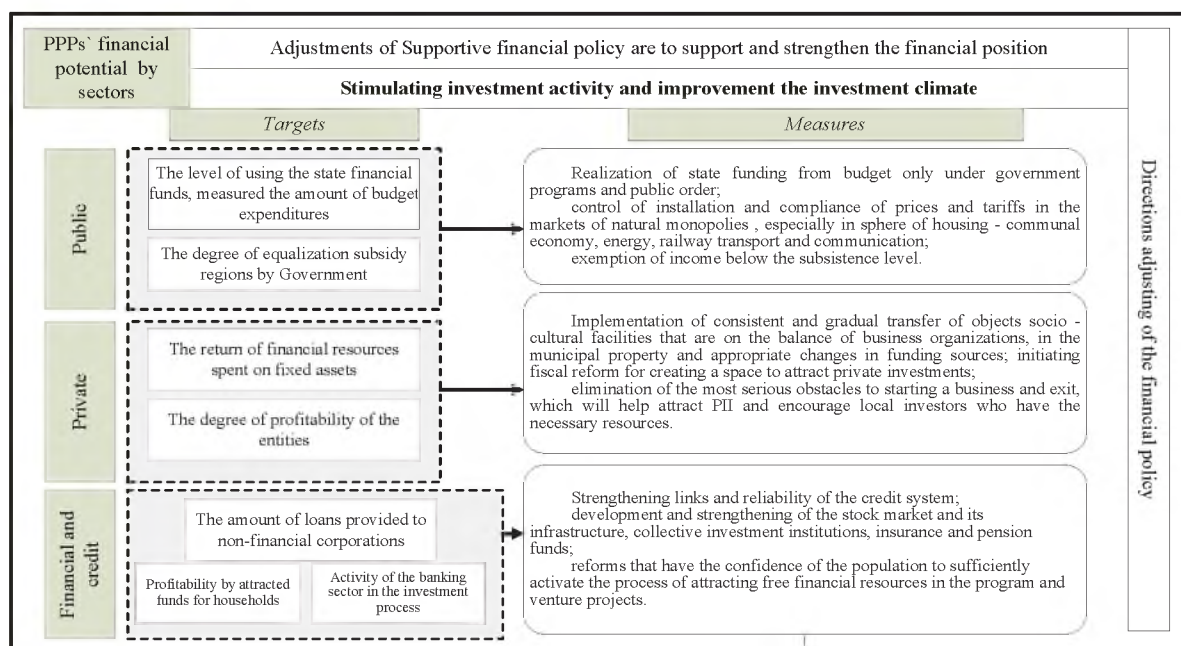 PPPs` financial
potential by
sectors
Adjustments of Supportive financial policy are to support and strengthen the financial position
Stimulating investment activity and improvement the investment climate
Targets
Measures
Public
The level of using the state financial
funds, measured the amount of budget
expenditures
The degree of equalization subsidy
regions by Government
Realization of state funding from budget only under government
programs and public order;
control of installation and compliance of prices and tariffs in the
markets of natural monopolies , especially in sphere of housing - communal
economy, energy, railway transport and communication;
exemption of income below the subsistence level.
Private
The return of financial resources
spent on fixed assets
The degree of profitability of the
entities
Implementation of consistent and gradual transfer of objects socio -
cultural facilities that are on the balance of business organizations, in the
municipal property and appropriate changes in funding sources; initiating
fiscal reform for creating a space to attract private investments;
elimination of the most serious obstacles to starting a business and exit,
which will help attract PII and encourage local investors who have the
necessary resources.
Financial and
credit
The amount of loans provided to
non-financial corporations
Profitability by attracted
funds for households
Activity of the banking
sector in the investment
process
Strengthening links and reliability of the credit system;
development and strengthening of the stock market and its
infrastructure, collective investment institutions, insurance and pension
funds;
reforms that have the confidence of the population to sufficiently
activate the process of attracting free financial resources in the program and
venture projects.
Directions adjusting of the financial policy